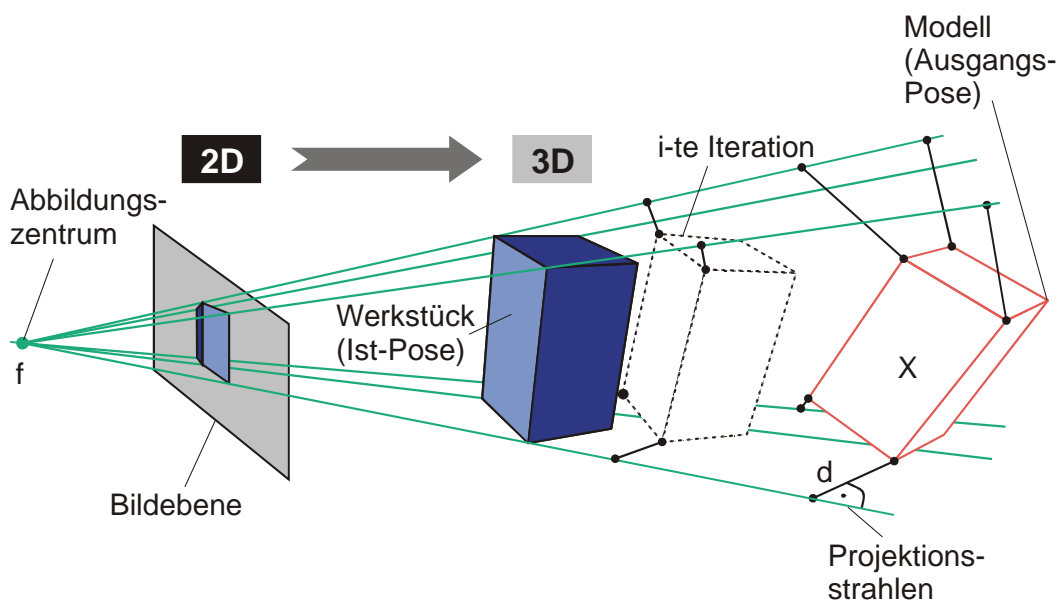 Modell
(Ausgangs-
Pose)
2D
3D
i-te Iteration
Abbildungs-
zentrum
Werkstück
(Ist-Pose)
f
X
d
Bildebene
Projektions-
strahlen